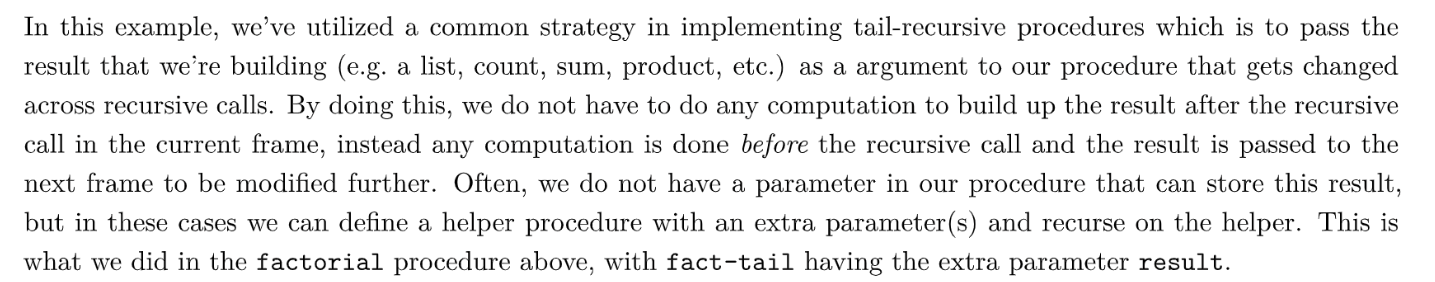 In this example, we've utilized a common strategy in implementing tail-recursive procedures which is to pass the
result that we're building (e.g. a list, count, sum, product, etc.) as a argument to our procedure that gets changed
across recursive calls. By doing this, we do not have to do any computation to build up the result after the recursive
call in the current frame, instead any computation is done before the recursive call and the result is passed to the
next frame to be modified further. Often, we do not have a parameter in our procedure that can store this result,
but in these cases we can define a helper procedure with an extra parameter(s) and recurse on the helper. This is
what we did in the factorial procedure above, with fact-tail having the extra parameter result.